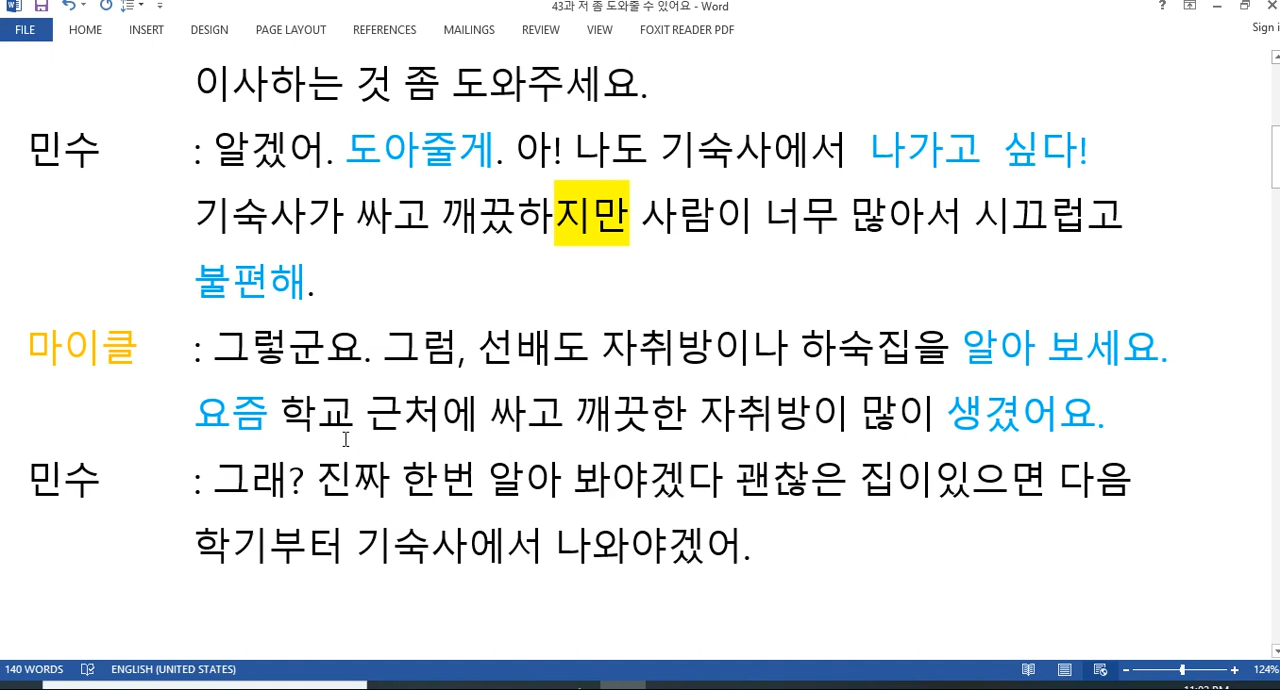 43과 저 좀 도와줄 수 있어요 - Word
?
FILE HOME INSERT DESIGN PAGE LAYOUT REFERENCES MAILINGS REVIEW VIEW FOXIT READER PDF Sign i
이사하는 것 좀 도와주세요.
민수 : 알겠어. 도아줄게. 아! 나도 기숙사에서 나가고 싶다!
기숙사가 싸고 깨끘하지만 사람이 너무 많아서 시끄럽고
불편해.
마이클 : 그렇군요. 그럼, 선배도 자취방이나 하숙집을 알아 보세요.
요즘 학교 근처에 싸고 깨끗한 자취방이 많이 생겼어요.
민수 : 그래? 진짜 한번 알아 봐야겠다 괜찮은 집이있으면 다음
학기부터 기숙사에서 나와야겠어.
140 WORDS ENGLISH (UNITED STATES) 124%